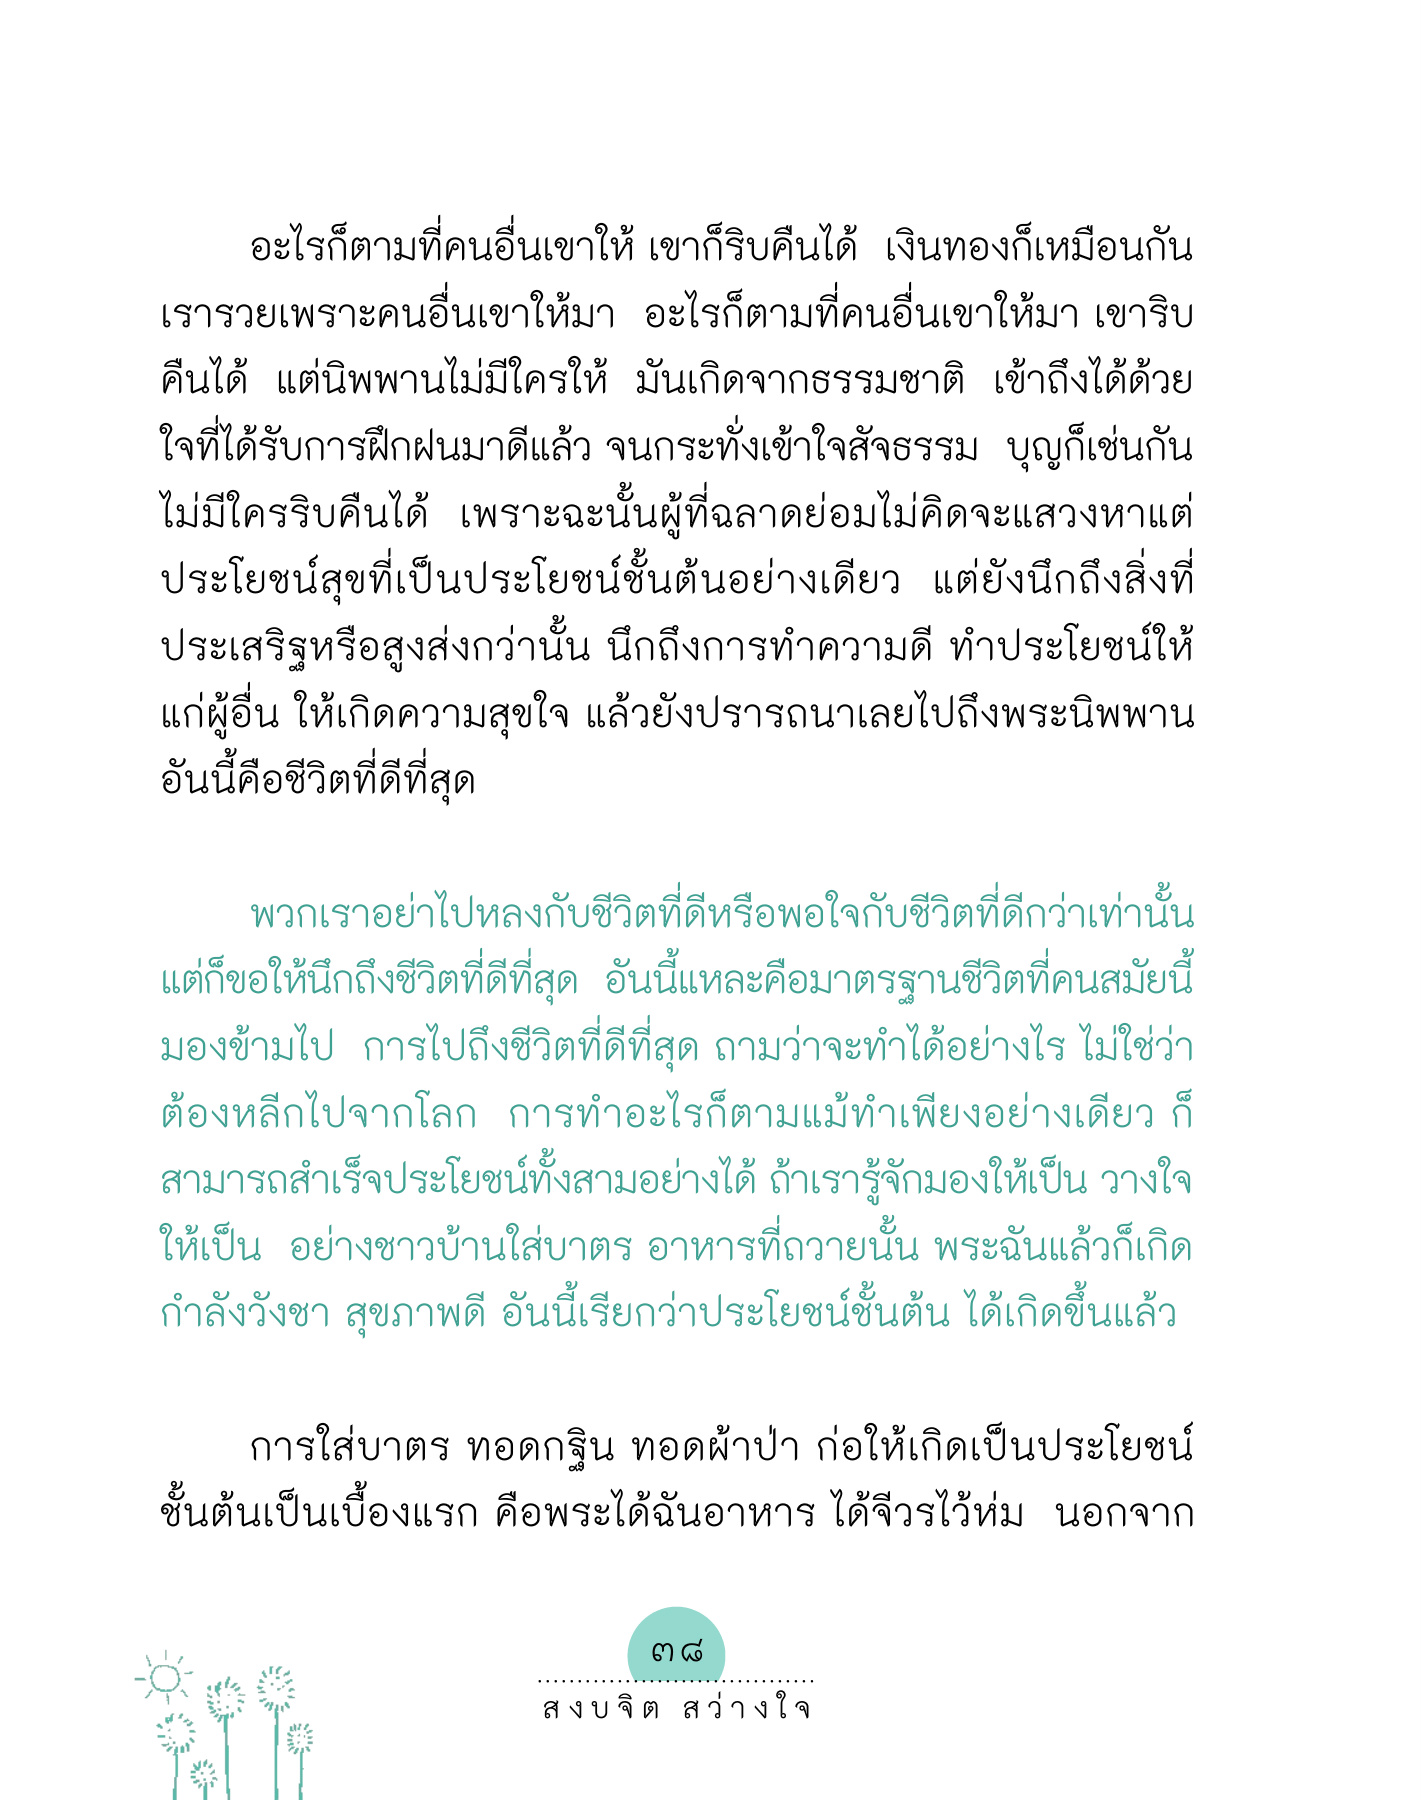 อะไรก็ตามที่คนอื่นเขาให้ เขาก็ริบคืนได้ เงินทองก็เหมือนกัน
เรารวยเพราะคนอื่นเขาให้มา อะไรก็ตามที่คนอื่นเขาให้มา เขาริบ
คืนได้ แต่นิพพานไม่มีใครให้ มันเกิดจากธรรมชาติ เข้าถึงได้ด้วย
ใจที่ได้รับการฝึกฝนมาดีแล้ว จนกระทั่งเข้าใจสัจธรรม บุญก็เช่นกัน
ไม่มีใครริบคืนได้ เพราะฉะนั้นผู้ที่ฉลาดย่อมไม่คิดจะแสวงหาแต่
ประโยชน์สุขที่เป็นประโยชน์ชั้นต้นอย่างเดียว แต่ยังนึกถึงสิ่งที่
ประเสริฐหรือสูงส่งกว่านั้น นึกถึงการทำความดี ทำประโยชน์ให้
แก่ผู้อื่น ให้เกิดความสุขใจ แล้วยังปรารถนาเลยไปถึงพระนิพพาน
อันนี้คือชีวิตที่ดีที่สุด
พวกเราอย่าไปหลงกับชีวิตที่ดีหรือพอใจกับชีวิตที่ดีกว่าเท่านั้น
แต่ก็ขอให้นึกถึงชีวิตที่ดีที่สุด อันนี้แหละคือมาตรฐานชีวิตที่คนสมัยนี้
มองข้ามไป การไปถึงชีวิตที่ดีที่สุด ถามว่าจะทำได้อย่างไร ไม่ใช่ว่า
ต้องหลีกไปจากโลก การทำอะไรก็ตามแม้ทำเพียงอย่างเดียว ก็
สามารถสำเร็จประโยชน์ทั้งสามอย่างได้ ถ้าเรารู้จักมองให้เป็น วางใจ
ให้เป็น อย่างชาวบ้านใส่บาตร อาหารที่ถวายนั้น พระฉันแล้วก็เกิด
กำลังวังชา สุขภาพดี อันนี้เรียกว่าประโยชน์ชั้นต้น ได้เกิดขึ้นแล้ว
การใส่บาตร ทอดกฐิน ทอดผ้าป่า ก่อให้เกิดเป็นประโยชน์
ชั้นต้นเป็นเบื้องแรก คือพระได้ฉันอาหาร ได้จีวรไว้ห่ม นอกจาก
๓๘
สงบจิต สว่างใจ